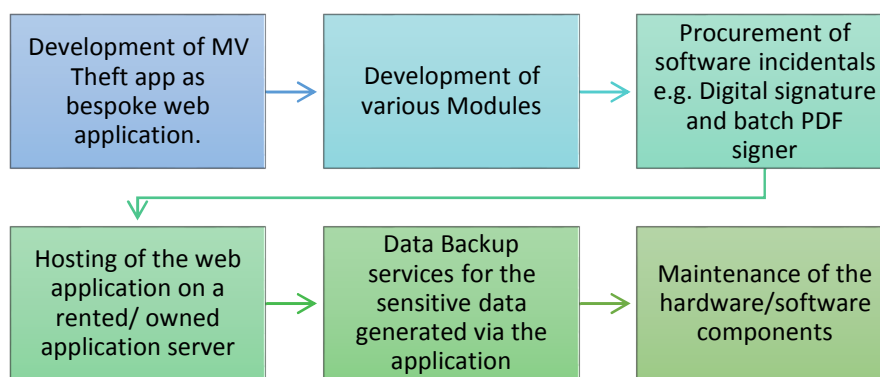 Development of MV
Theft app as
bespoke web
application.
Development of
various Modules
Procurement of
software incidentals
e.g. Digital signature
and batch PDF
signer
Hosting of the web
application on a
rented/ owned
application server
Data Backup
services for the
sensitive data
generated via the
application
Maintenance of the
hardware/software
components